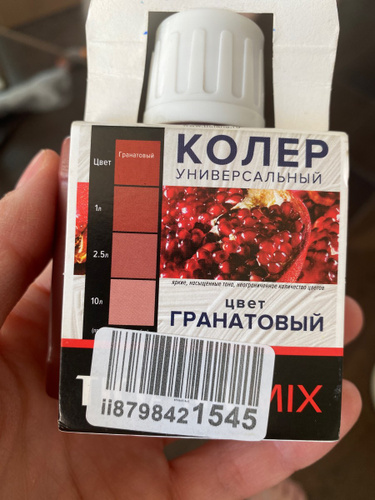 КОЛЕР
УНИВЕРСАЛЬНЫЙ
Цвет Гранатовый
1л
2.5л
10л
яркие, насыщенные тона, неограниченное количество цветов
цвет
ГРАНАТОВЫЙ
MIX
ii8798421545